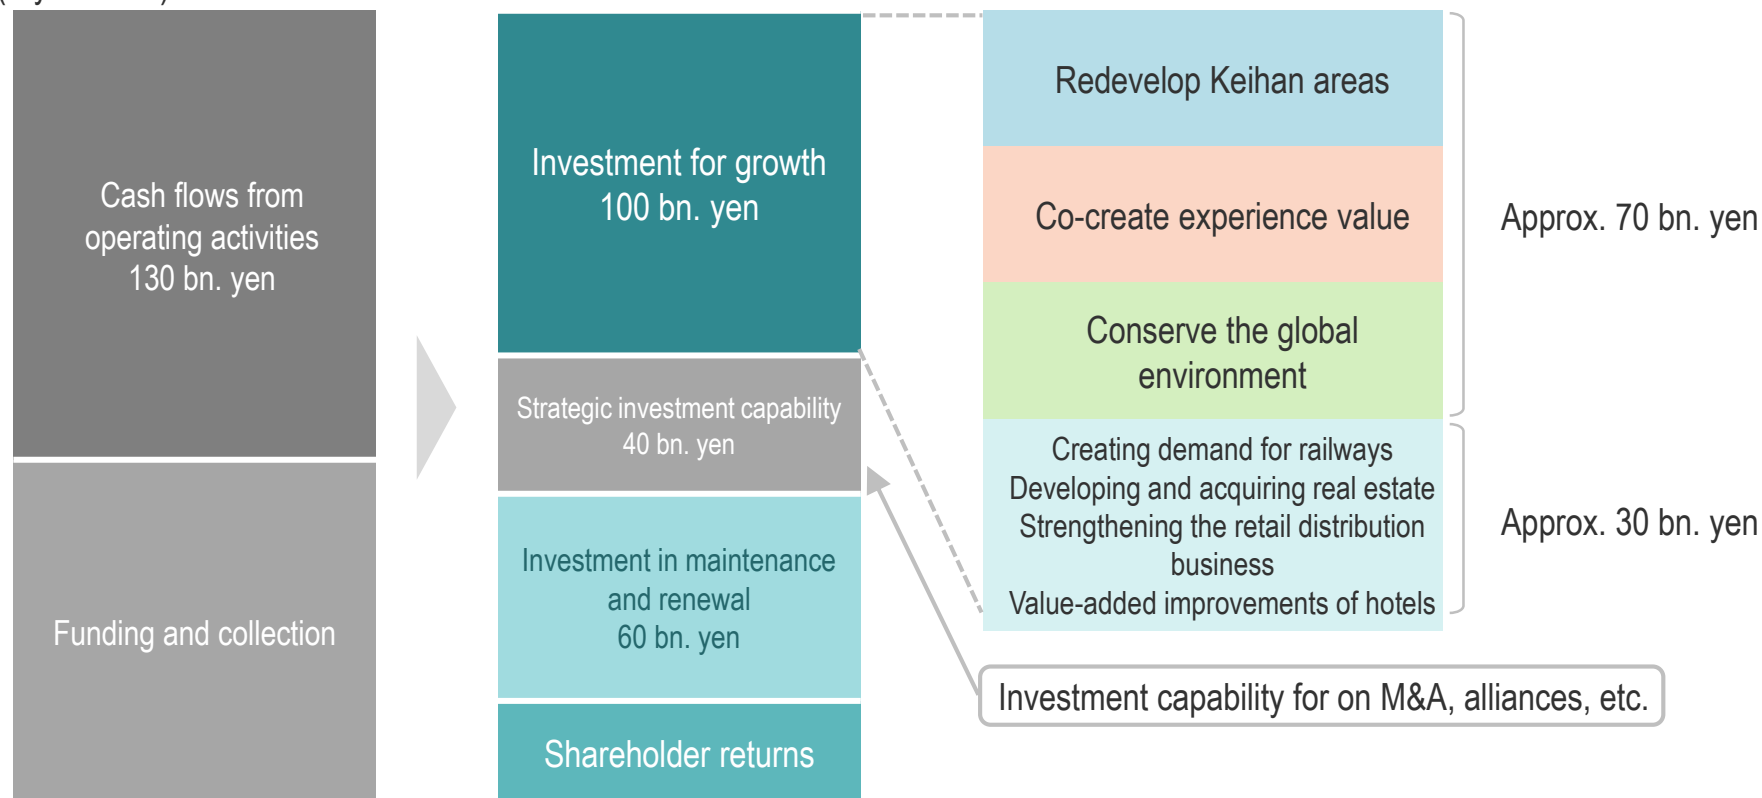 Cash flows from
operating activities
130 bn. yen
Funding and collection
Investment for growth
100 bn. yen
Strategic investment capability
40 bn. yen
Investment in maintenance
and renewal
60 bn. yen
Shareholder returns
Redevelop Keihan areas
Co-create experience value
Conserve the global
environment
Approx. 70 bn. yen
Creating demand for railways
Developing and acquiring real estate
Strengthening the retail distribution
business
Value-added improvements of hotels
Approx. 30 bn. yen
Investment capability for on M&A, alliances, etc.